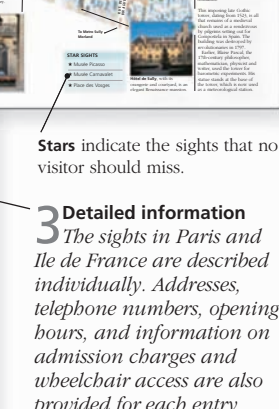 This imposing late Gothic
tower, dating from 1523, is all
that remains of a medieval
church used as a rendezvous
by pilgrims setting out for
Compostela in Spain. The
building was destroyed by
revolutionaries in 1797.
Earlier, Blaise Pascal, the
17th-century philosopher,
mathematician, physicist and
writer, used the tower for
barometric experiments. His
statue stands at the base of
the tower, which is now used
as a meteorological station.
To Metro Sully
Morland
STAR SIGHTS
★ Musée Picasso
★ Musée Carnavalet
★ Place des Vosges
Hôtel de Sully, with its
orangerie and courtyard, is an
elegant Renaissance mansion
Stars indicate the sights that no
visitor should miss.
3 Detailed information
The sights in Paris and
Ile de France are described
individually. Addresses,
telephone numbers, opening
hours, and information on
admission charges and
wheelchair access are also
provided for each entry